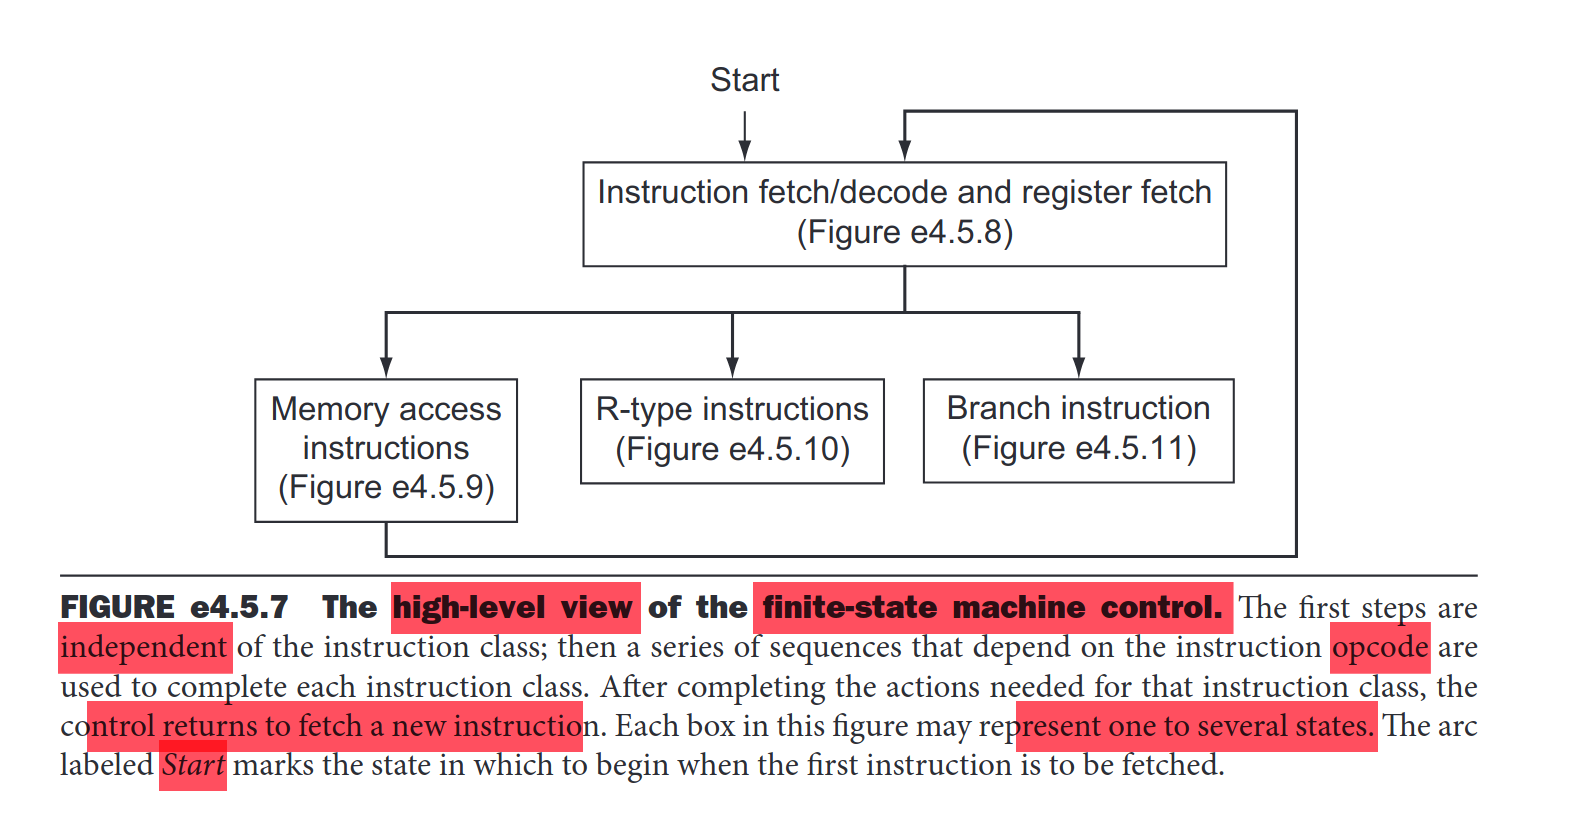 Start
Instruction fetch/decode and register fetch
(Figure e4.5.8)
Memory access
instructions
(Figure e4.5.9)
R-type instructions
(Figure e4.5.10)
Branch instruction
(Figure e4.5.11)
FIGURE e4.5.7 The high-level view of the finite-state machine control. The first steps are
independent of the instruction class; then a series of sequences that depend on the instruction opcode are
used to complete each instruction class. After completing the actions needed for that instruction class, the
control returns to fetch a new instruction. Each box in this figure may represent one to several states. The arc
labeled Start marks the state in which to begin when the first instruction is to be fetched.